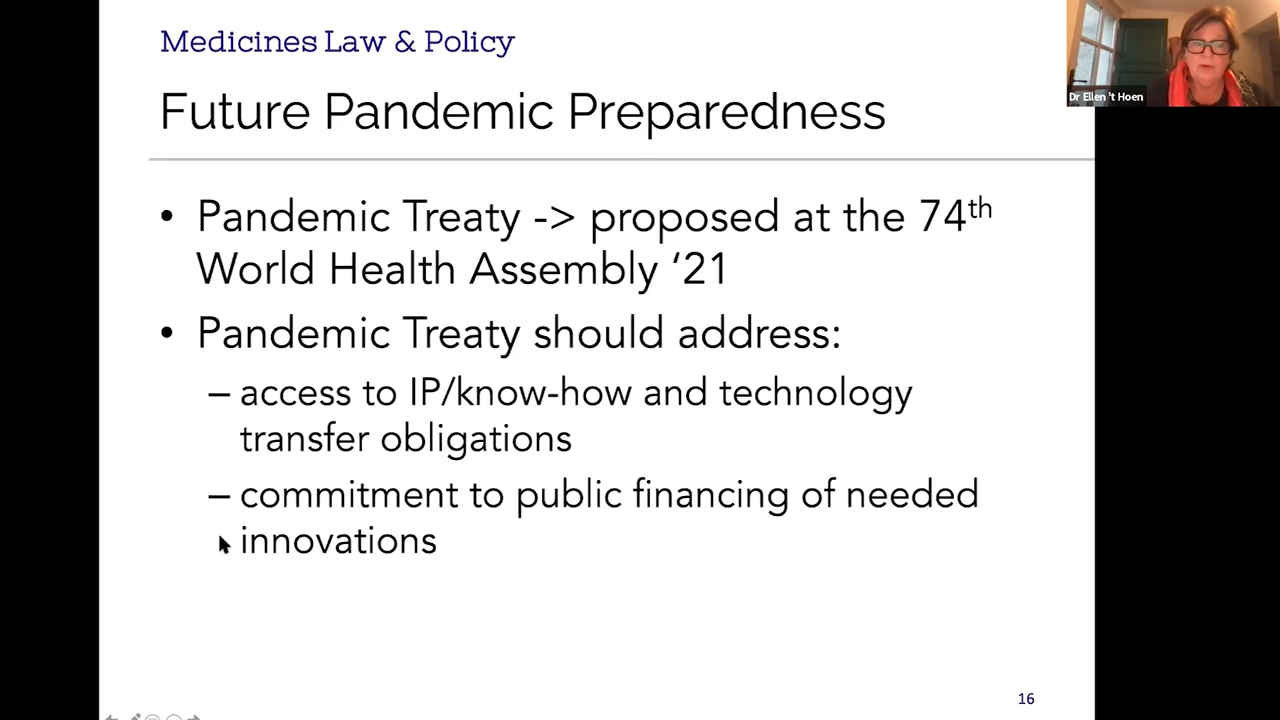 Medicines Law & Policy
Dr Ellen 't Hoen
Future Pandemic Preparedness
• Pandemic Treaty -> proposed at the 74th
World Health Assembly ‘21
• Pandemic Treaty should address:
– access to IP/know-how and technology
transfer obligations
– commitment to public financing of needed
innovations
16